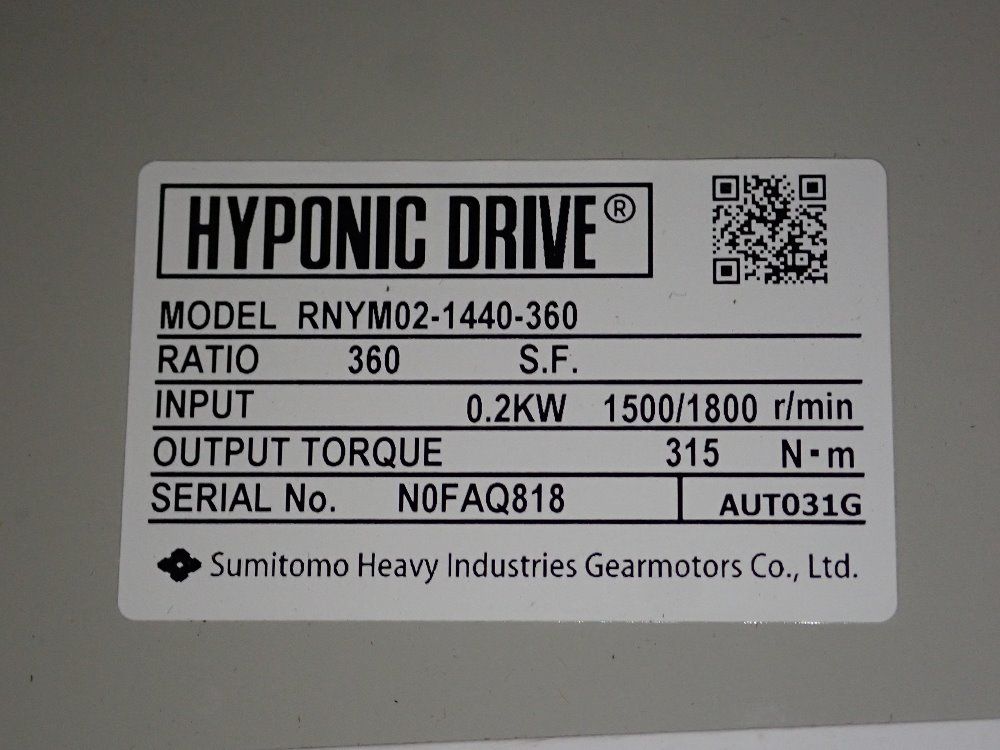 HYPONIC DRIVE®
MODEL RNYM02-1440-360
RATIO 360 S.F.
INPUT 0.2KW 1500/1800 r/min
OUTPUT TORQUE 315 N·m
SERIAL No. N0FAQ818 AUT031G
Sumitomo Heavy Industries Gearmotors Co., Ltd.